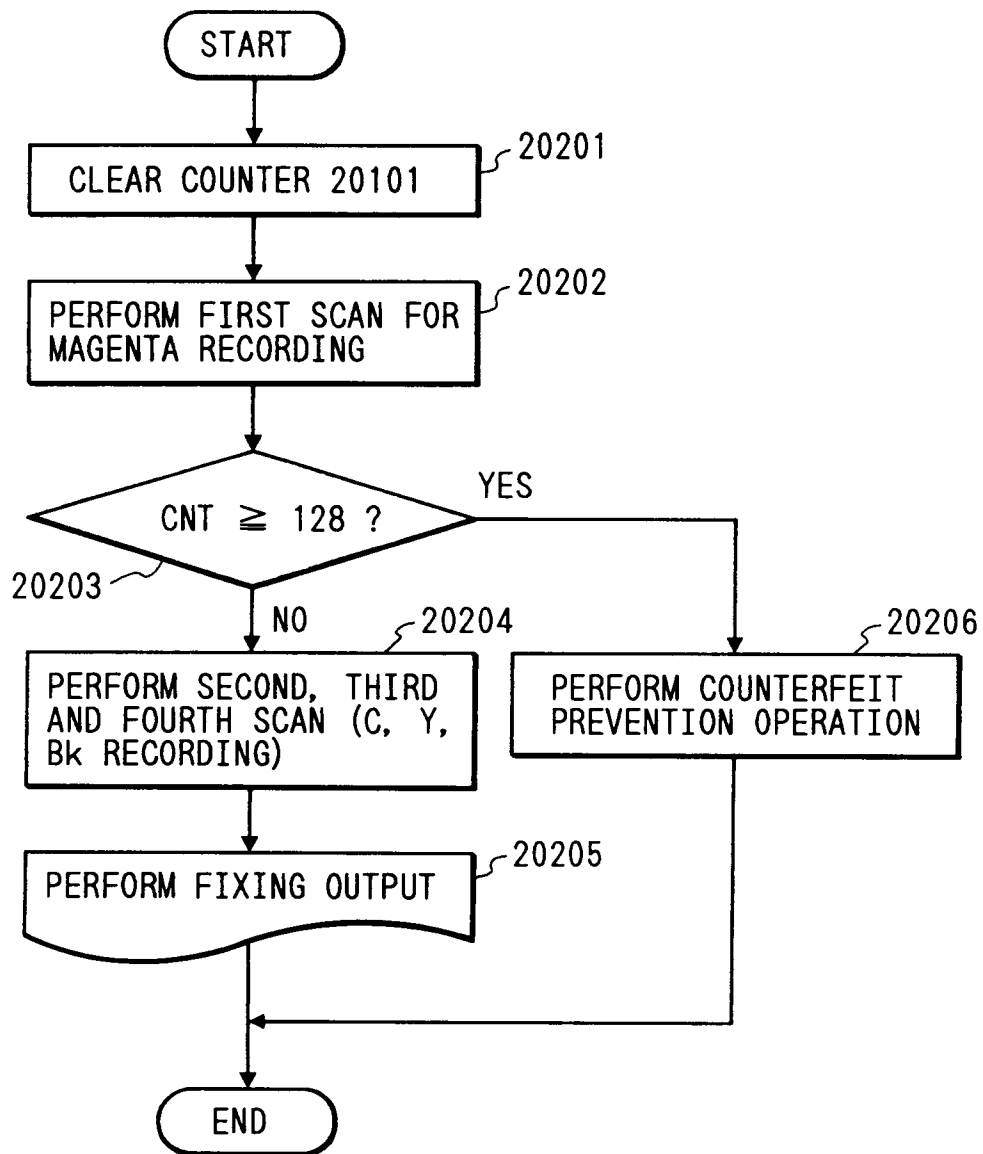 START
20201
CLEAR COUNTER 20101
20202
PERFORM FIRST SCAN FOR
MAGENTA RECORDING
YES
CNT ≧ 128 ?
20203
NO
20204
20206
PERFORM SECOND, THIRD
AND FOURTH SCAN (C, Y,
Bk RECORDING)
PERFORM COUNTERFEIT
PREVENTION OPERATION
20205
PERFORM FIXING OUTPUT
END